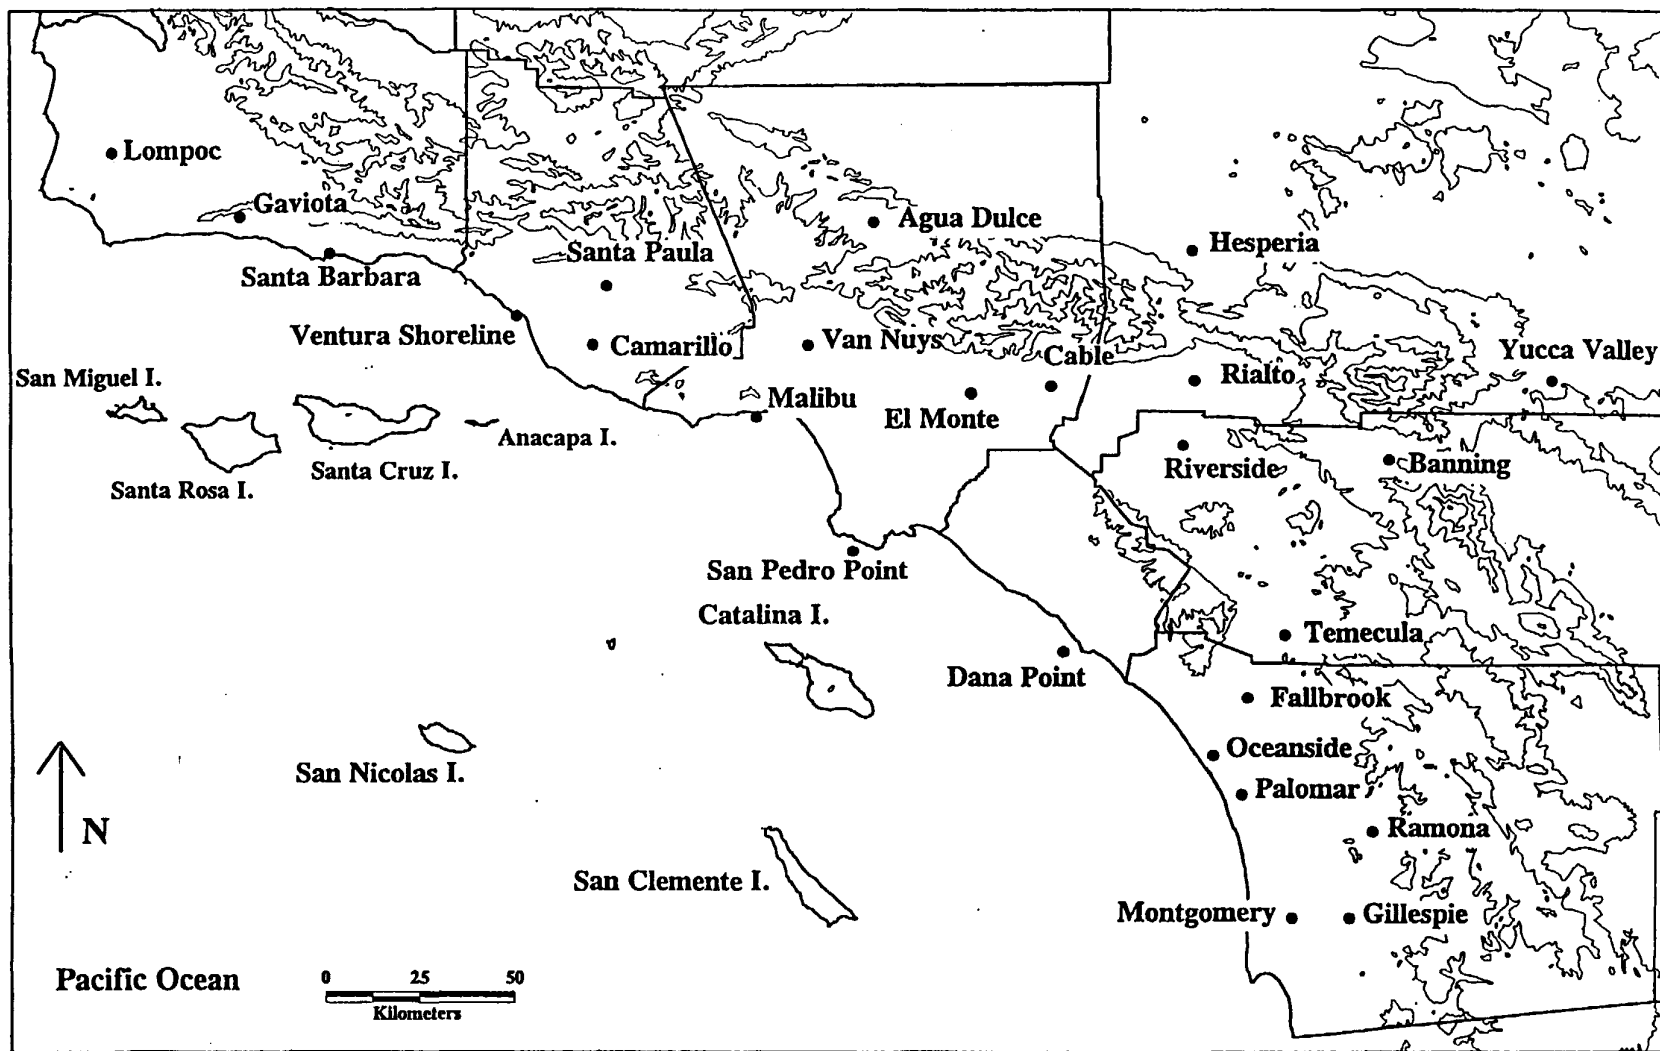 Lompoc
Gaviota
Santa Barbara
Santa Paula
Agua Dulce
Hesperia
Ventura Shoreline
Camarillo
Van Nuys
Cable
Yucca Valley
San Miguel I.
Malibu
El Monte
Rialto
Anacapa I.
Santa Cruz I.
Santa Rosa I.
Riverside
Banning
San Pedro Point
Catalina I.
Temecula
Dana Point
Fallbrook
Oceanside
San Nicolas I.
Palomar
N
Ramona
San Clemente I.
Montgomery
Gillespie
Pacific Ocean
0 25 50
Kilometers